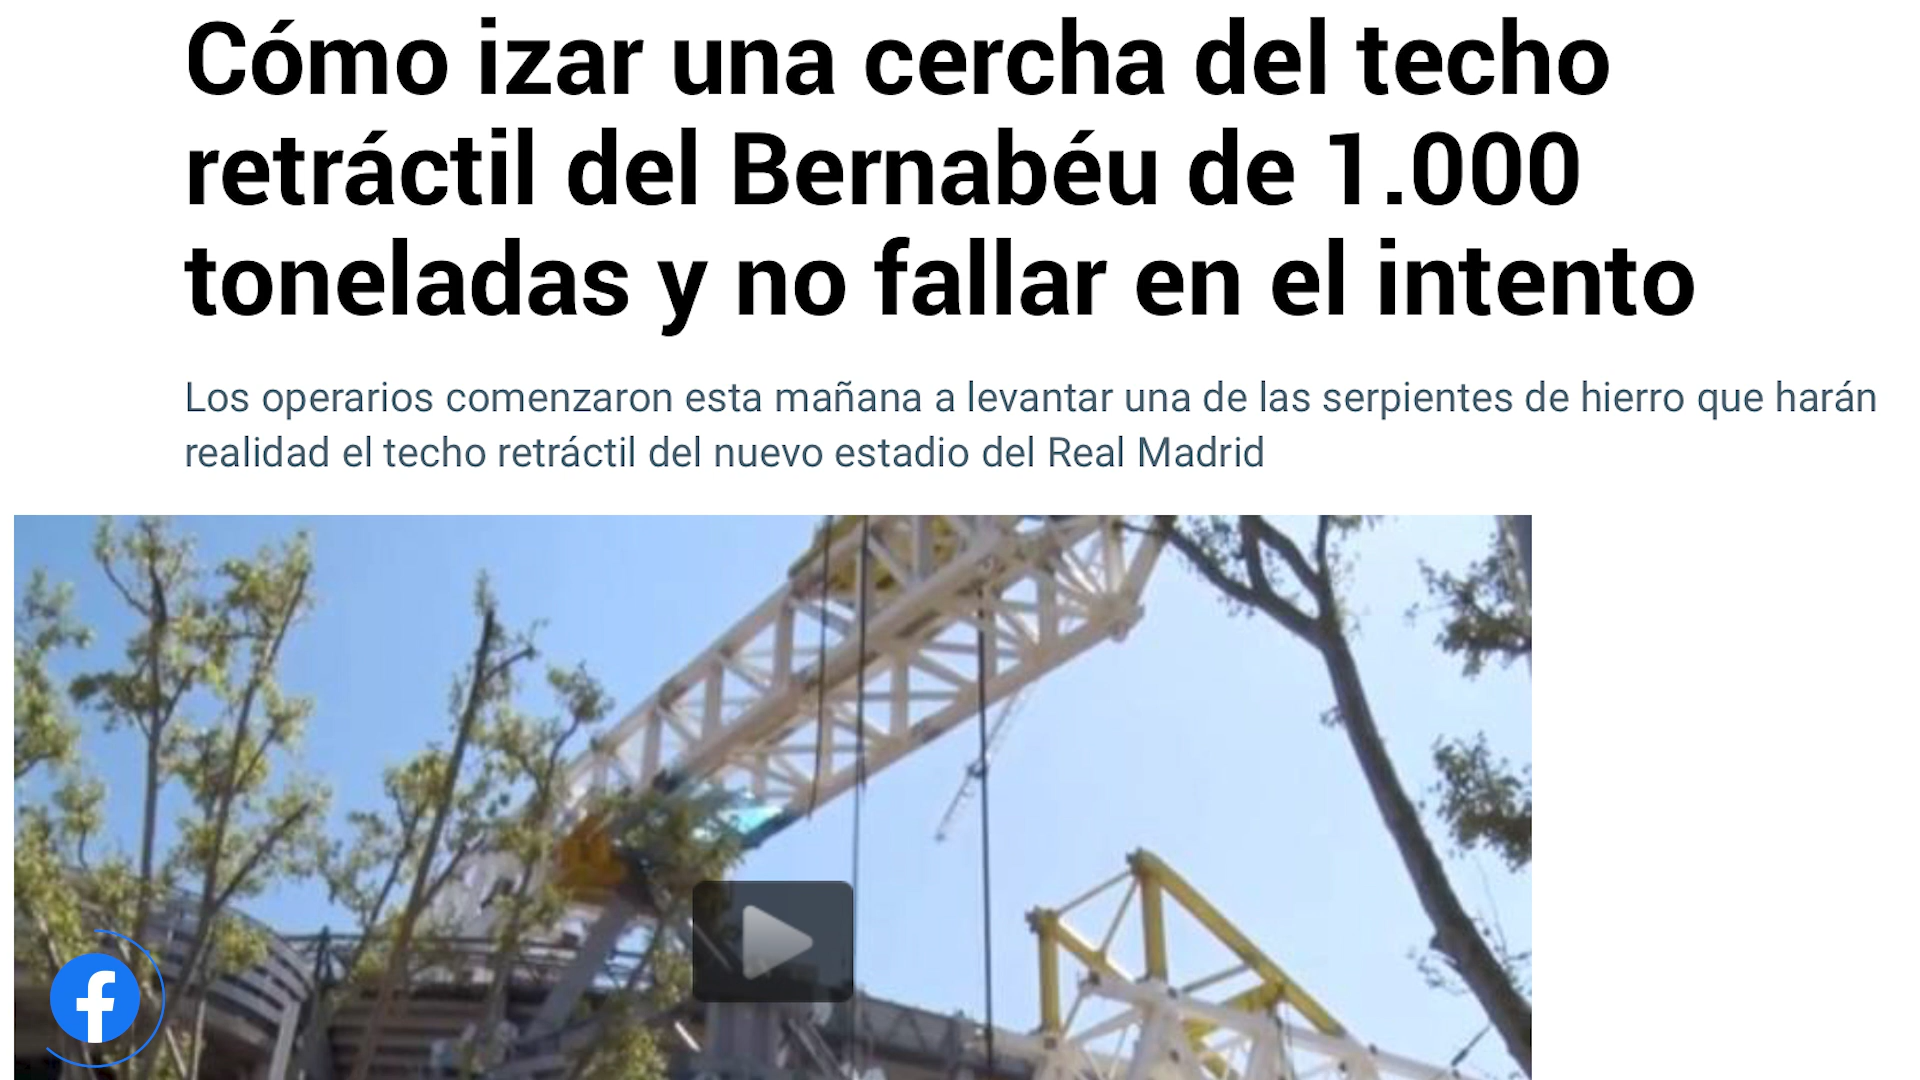 Cómo izar una cercha del techo
retráctil del Bernabéu de 1.000
toneladas y no fallar en el intento
Los operarios comenzaron esta mañana a levantar una de las serpientes de hierro que harán
realidad el techo retráctil del nuevo estadio del Real Madrid